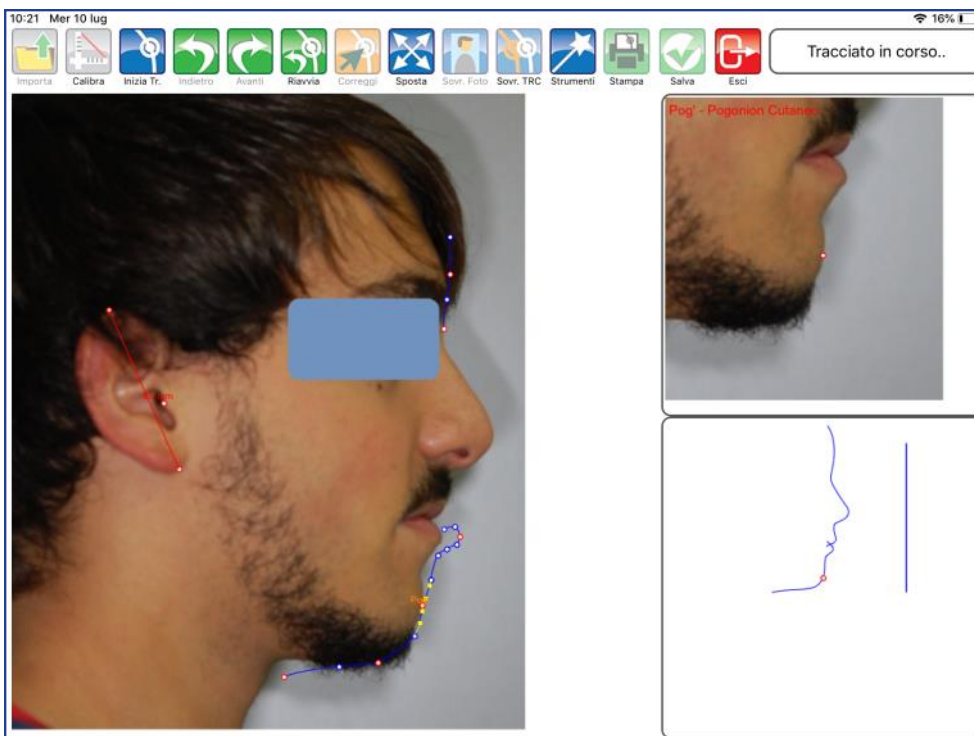 10:21 Mer 10 lug
16%
Importa Calibra Inizia Tr. Indietro Avanti Riavvia Correggi Sposta Sovr. Foto Sovr. TRC Strumenti Stampa Salva Esci
Tracciato in corso..
Pog' - Pogonion Cutaneo